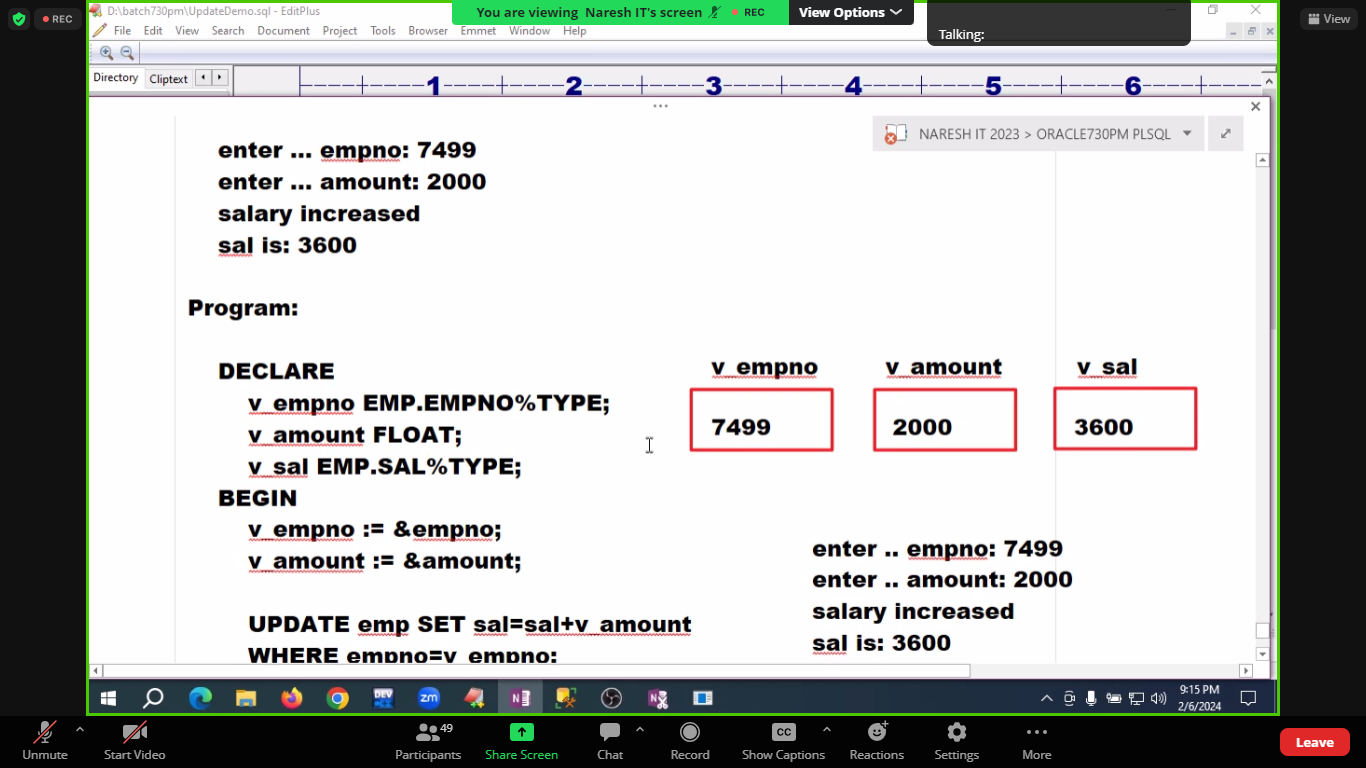 REC
D:\batch730pm\UpdateDemo.sql - EditPlus
You are viewing Naresh IT's screen
REC
View Options
Talking:
View
File Edit View Search Document Project Tools Browser Emmet Window Help
Directory Cliptext
1 2 3 4 5 6
NARESH IT 2023 > ORACLE730PM PLSQL
enter ... empno: 7499
enter ... amount: 2000
salary increased
sal is: 3600
Program:
DECLARE
v_empno EMP.EMPNO%TYPE;
v_amount FLOAT;
v_sal EMP.SAL%TYPE;
BEGIN
v_empno := &empno;
v_amount := &amount;
UPDATE emp SET sal=sal+v_amount
WHERE empno=v_empno;
v_empno v_amount v_sal
7499 2000 3600
enter .. empno: 7499
enter .. amount: 2000
salary increased
sal is: 3600
DEV
zm
9:15 PM
2/6/2024
Unmute
Start Video
49
Participants
Share Screen
Chat
Record
CC
Show Captions
Reactions
Settings
More
Leave